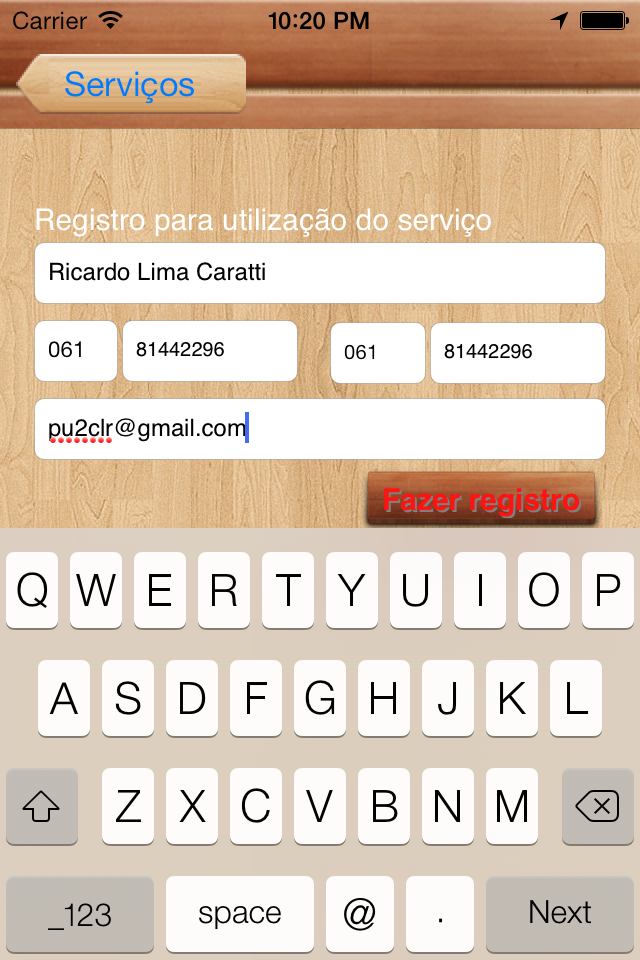 Carrier 10:20 PM
Serviços
Registro para utilização do serviço
Ricardo Lima Caratti
061 81442296 061 81442296
pu2clr@gmail.com
Fazer registro
Q W E R T Y U I O P
A S D F G H J K L
Z X C V B N M
_123 space @ . Next